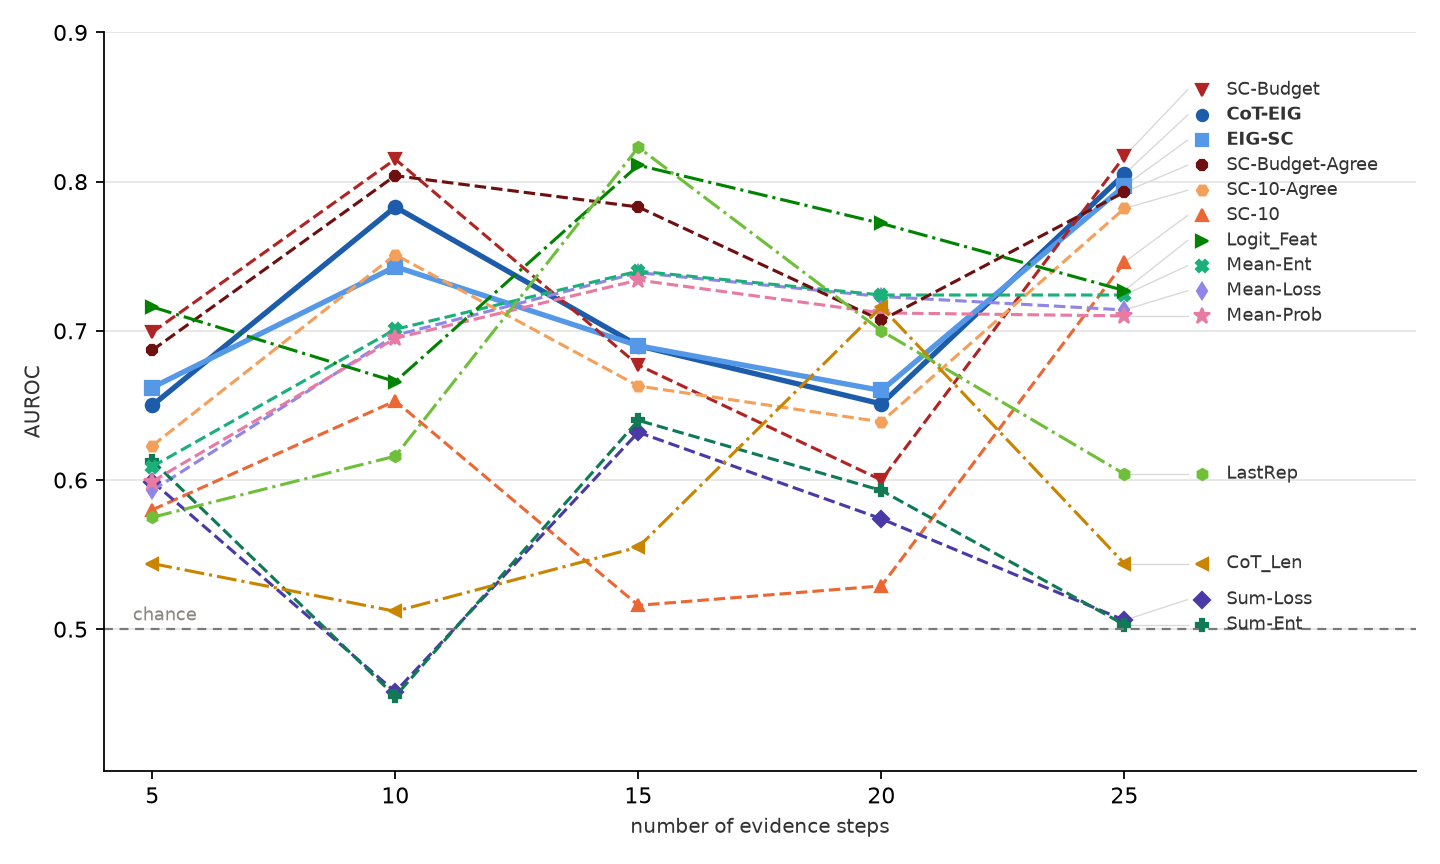 0.9
0.8
0.7
0.6
0.5
AUROC
chance
5
10
15
20
25
number of evidence steps
SC-Budget
CoT-EIG
EIG-SC
SC-Budget-Agree
SC-10-Agree
SC-10
Logit_Feat
Mean-Ent
Mean-Loss
Mean-Prob
LastRep
CoT_Len
Sum-Loss
Sum-Ent